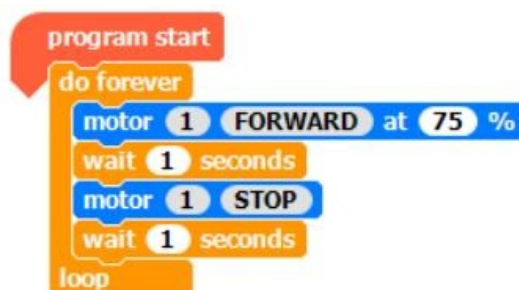 program start
do forever
motor 1 FORWARD at 75 %
wait 1 seconds
motor 1 STOP
wait 1 seconds
loop